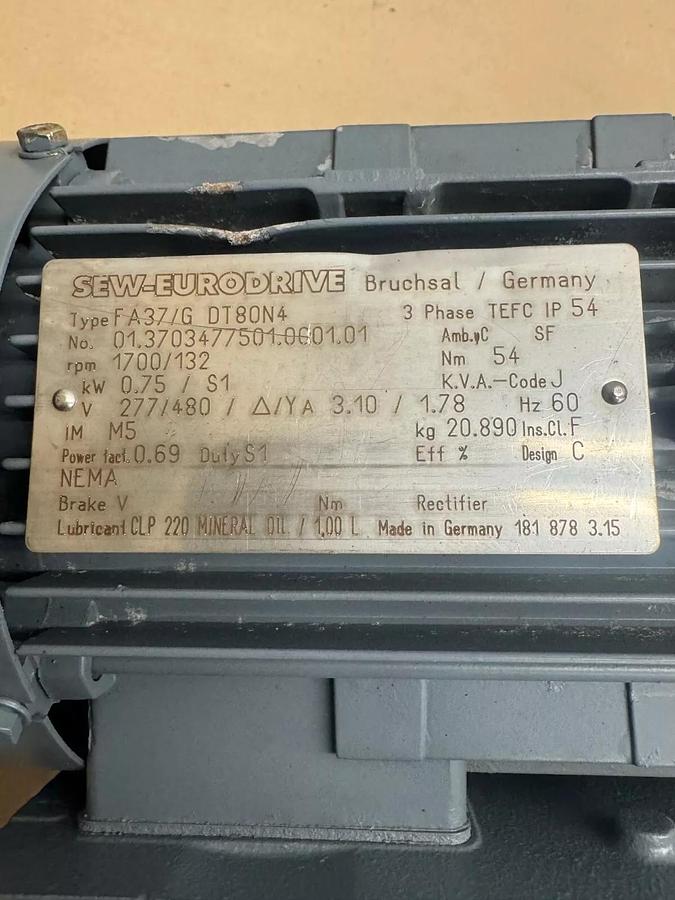 SEW-EURODRIVE Bruchsal / Germany
Type FA37/G DT80N4 3 Phase TEFC IP 54
No. 01.3703477501.0001.01 Amb.°C SF
rpm 1700/132 Nm 54
kW 0.75 / S1 K.V.A.-Code J
V 277/480 / Δ/Y A 3.10 / 1.78 Hz 60
IM M5 kg 20.890 Ins.Cl.F
Power fact. 0.69 Duty S1 Eff % Design C
NEMA
Brake V Nm Rectifier
Lubricant CLP 220 MINERAL OIL / 1,00 L Made in Germany 181 878 3.15